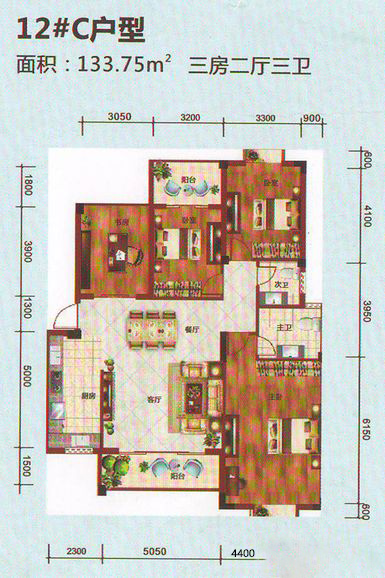 12#C户型
面积：133.75m² 三房二厅三卫
3050 3200 3300 900
阳台
卧室
书房
卧室
次卫
主卫
餐厅
厨房
客厅
主卧
阳台
1800
3900
1300
5000
1500
600
4100
3950
6150
600
2300 5050 4400